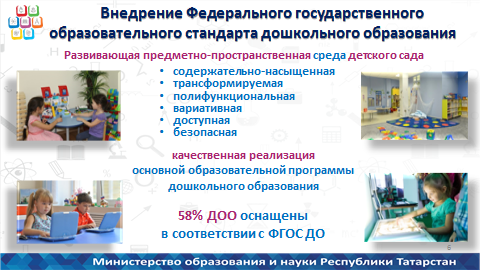 Внедрение Федерального государственного
образовательного стандарта дошкольного образования
Развивающая предметно-пространственная среда детского сада
• содержательно-насыщенная
• трансформируемая
• полифункциональная
• вариативная
• доступная
• безопасная
качественная реализация
основной образовательной программы
дошкольного образования
58% ДОО оснащены
в соответствии с ФГОС ДО
Министерство образования и науки Республики Татарстан